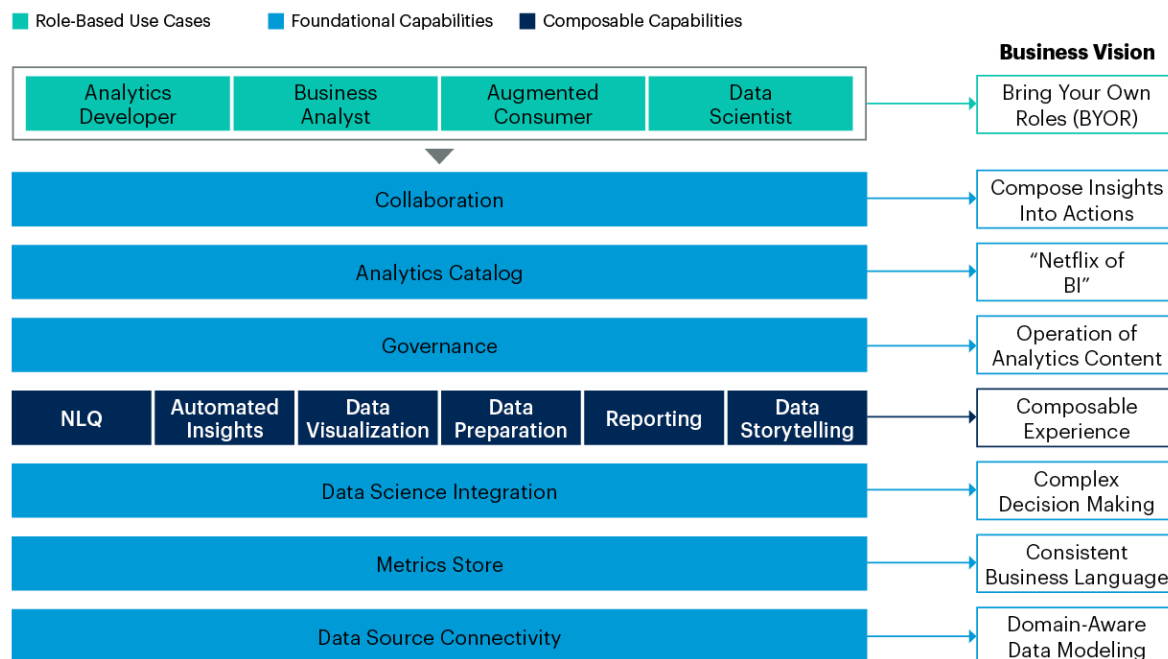 Role-Based Use Cases
Foundational Capabilities
Composable Capabilities
Business Vision
Analytics
Developer
Business
Analyst
Augmented
Consumer
Data
Scientist
Bring Your Own
Roles (BYOR)
Collaboration
Compose Insights
Into Actions
Analytics Catalog
“Netflix of
BI”
Governance
Operation of
Analytics Content
NLQ
Automated
Insights
Data
Visualization
Data
Preparation
Reporting
Data
Storytelling
Composable
Experience
Data Science Integration
Complex
Decision Making
Metrics Store
Consistent
Business Language
Data Source Connectivity
Domain-Aware
Data Modeling